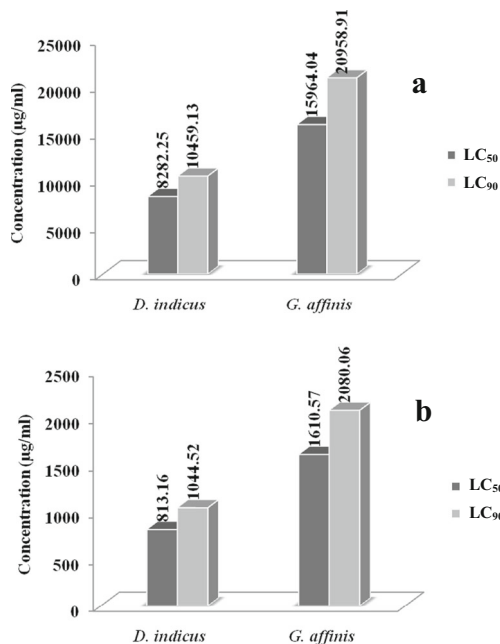 a
Concentration (µg/ml)
25000
20000
15000
10000
5000
0
8282.25
10459.13
15964.04
20958.91
D. indicus
G. affinis
LC50
LC90
b
Concentration (µg/ml)
2500
2000
1500
1000
500
0
813.16
1044.52
1610.57
2080.06
D. indicus
G. affinis
LC50
LC90